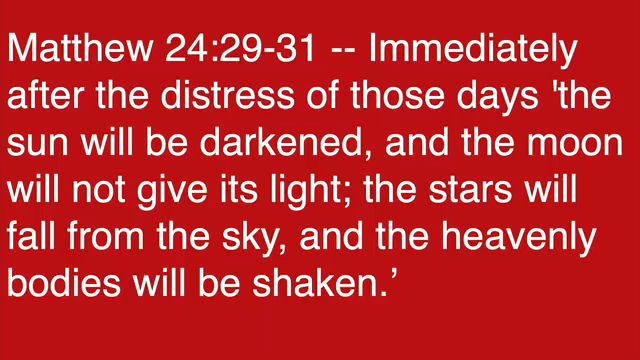 Matthew 24:29-31 -- Immediately
after the distress of those days 'the
sun will be darkened, and the moon
will not give its light; the stars will
fall from the sky, and the heavenly
bodies will be shaken.’